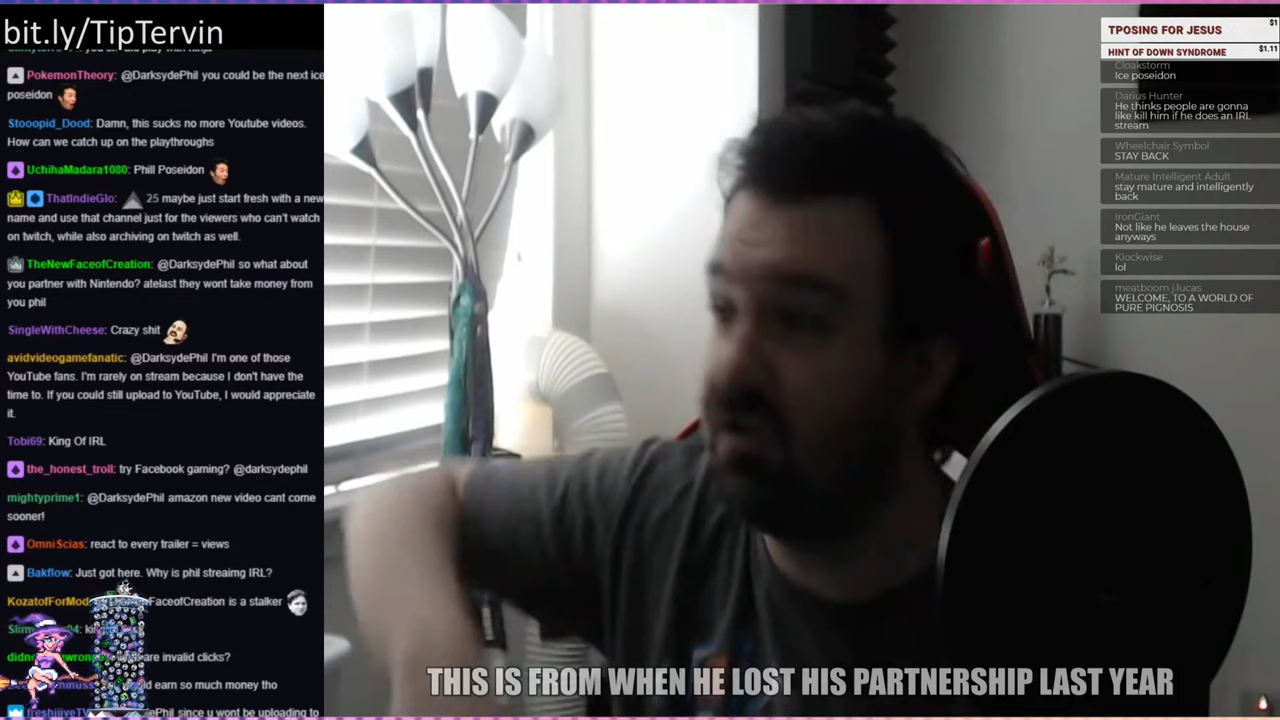 bit.ly/TipTervin
PokemonTheory: @DarksydePhil you could be the next ice
poseidon
Stooopid_Dood: Damn, this sucks no more Youtube videos.
How can we catch up on the playthroughs
UchihaMadara1080: Phill Poseidon
ThatIndieGlo: 25 maybe just start fresh with a new
name and use that channel just for the viewers who can't watch
on twitch, while also archiving on twitch as well.
TheNewFaceofCreation: @DarksydePhil so what about
you partner with Nintendo? atelast they wont take money from
you phil
SingleWithCheese: Crazy shit
avidvideogamefanatic: @DarksydePhil I'm one of those
YouTube fans. I'm rarely on stream because I don't have the
time to. If you could still upload to YouTube, I would appreciate
it.
Tobi69: King Of IRL
the_honest_troll: try Facebook gaming? @darksydephil
mightyprime1: @DarksydePhil amazon new video cant come
sooner!
OmniScias: react to every trailer = views
Bakflow: Just got here. Why is phil streaimg IRL?
KozatofForMod FaceofCreation is a stalker
are invalid clicks?
earn so much money tho
freshiiveTV Phil since u wont be uploading to
TPOSING FOR JESUS $1
HINT OF DOWN SYNDROME $1.11
Cloakstorm
Ice poseidon
Darius Hunter
He thinks people are gonna
like kill him if he does an IRL
stream
Wheelchair Symbol
STAY BACK
Mature Intelligent Adult
stay mature and intelligently
back
IronGiant
Not like he leaves the house
anyways
Klockwise
lol
meatboom j.lucas
WELCOME, TO A WORLD OF
PURE PIGNOSIS
THIS IS FROM WHEN HE LOST HIS PARTNERSHIP LAST YEAR